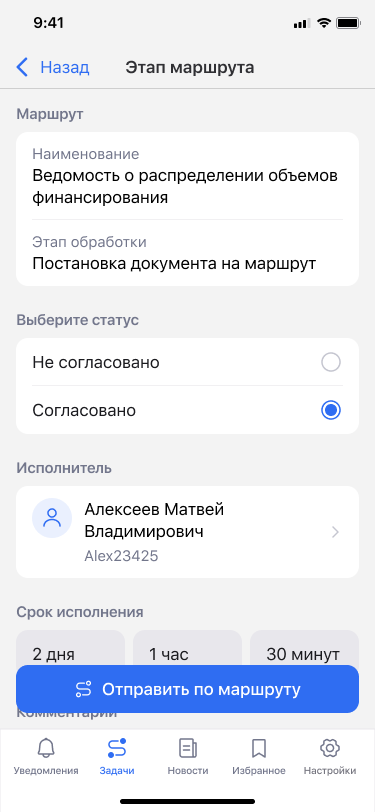 9:41
Назад
Этап маршрута
Маршрут
Наименование
Ведомость о распределении объемов
финансирования
Этап обработки
Постановка документа на маршрут
Выберите статус
Не согласовано
Согласовано
Исполнитель
Алексеев Матвей
Владимирович
Alex23425
Срок исполнения
2 дня
1 час
30 минут
Отправить по маршруту
Комментарии
Уведомления
Задачи
Новости
Избранное
Настройки